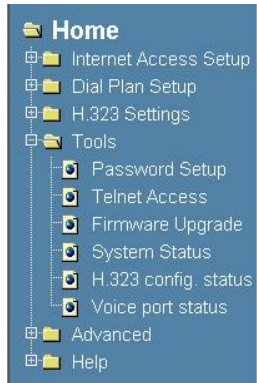 Home
Internet Access Setup
Dial Plan Setup
H.323 Settings
Tools
Password Setup
Telnet Access
Firmware Upgrade
System Status
H.323 config. status
Voice port status
Advanced
Help